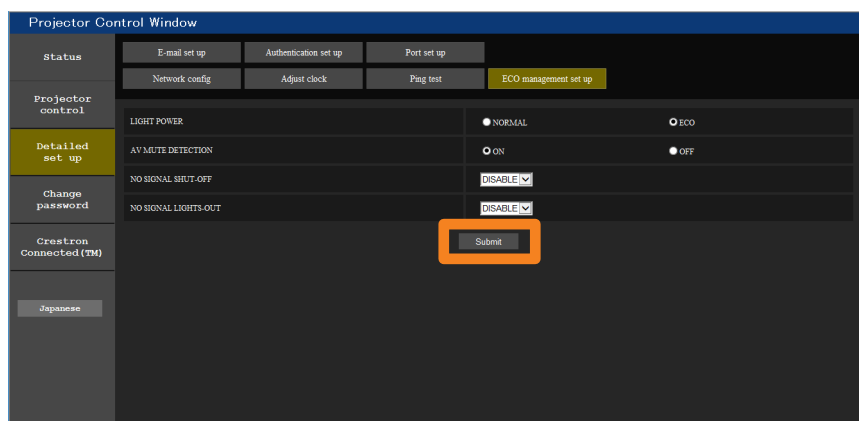 Projector Control Window
Status
Projector
control
Detailed
set up
Change
password
Crestron
Connected(TM)
Japanese
E-mail set up
Authentication set up
Port set up
Network config
Adjust clock
Ping test
ECO management set up
LIGHT POWER
NORMAL
ECO
AV MUTE DETECTION
ON
OFF
NO SIGNAL SHUT-OFF
DISABLE
NO SIGNAL LIGHTS-OUT
DISABLE
Submit